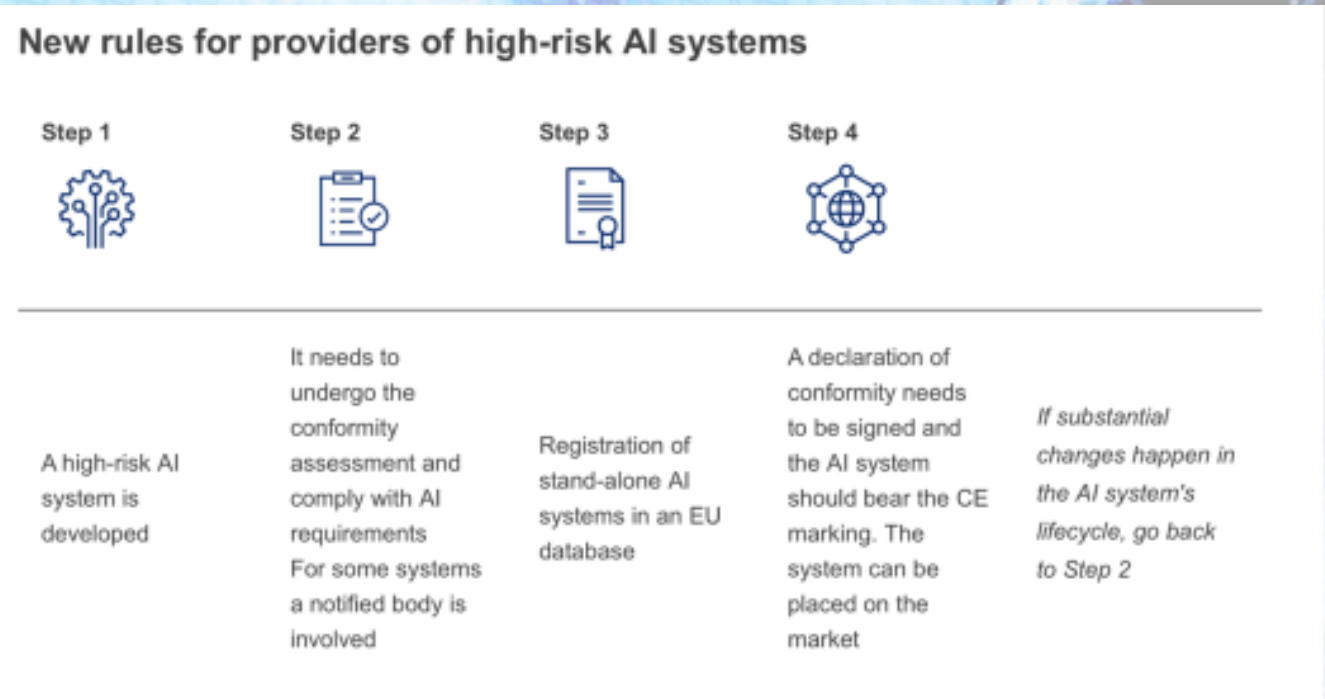 New rules for providers of high-risk AI systems
Step 1
Step 2
Step 3
Step 4
A high-risk AI
system is
developed
It needs to
undergo the
conformity
assessment and
comply with AI
requirements
For some systems
a notified body is
involved
Registration of
stand-alone AI
systems in an EU
database
A declaration of
conformity needs
to be signed and
the AI system
should bear the CE
marking. The
system can be
placed on the
market
If substantial
changes happen in
the AI system's
lifecycle, go back
to Step 2